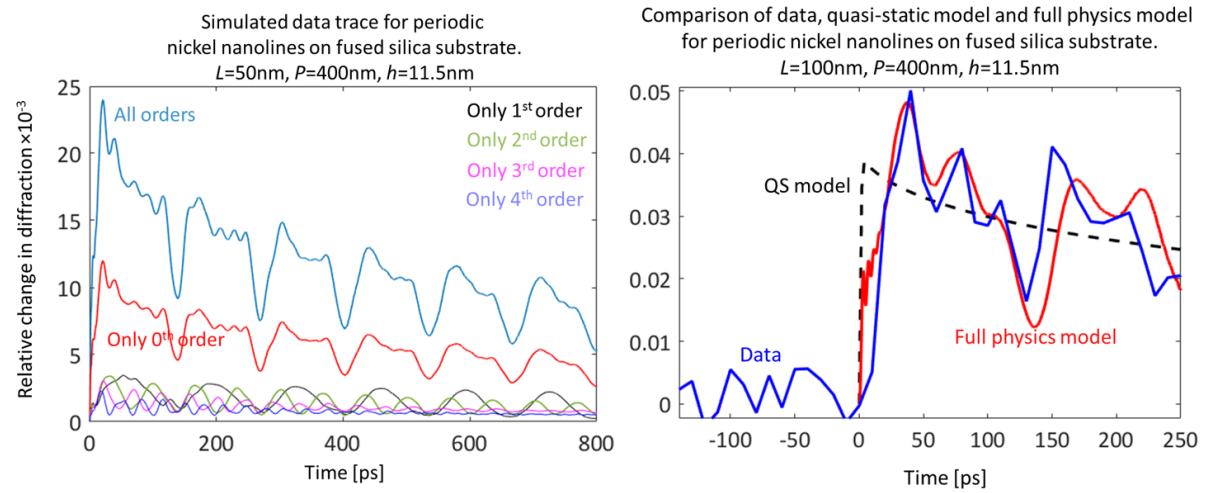 Simulated data trace for periodic
nickel nanolines on fused silica substrate.
L=50nm, P=400nm, h=11.5nm
Relative change in diffraction ×10⁻³
25
20
15
10
5
0
All orders
Only 1st order
Only 2nd order
Only 3rd order
Only 4th order
Only 0th order
0 200 400 600 800
Time [ps]
Comparison of data, quasi-static model and full physics model
for periodic nickel nanolines on fused silica substrate.
L=100nm, P=400nm, h=11.5nm
0.05
0.04
0.03
0.02
0.01
0
QS model
Full physics model
Data
-100 -50 0 50 100 150 200 250
Time [ps]